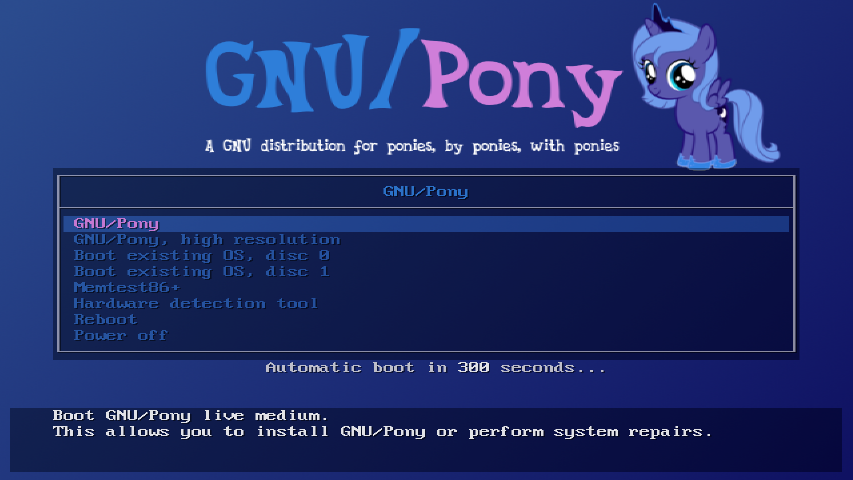 GNU/Pony
A GNU distribution for ponies, by ponies, with ponies
GNU/Pony
GNU/Pony
GNU/Pony, high resolution
Boot existing OS, disc 0
Boot existing OS, disc 1
Memtest86+
Hardware detection tool
Reboot
Power off
Automatic boot in 300 seconds...
Boot GNU/Pony live medium.
This allows you to install GNU/Pony or perform system repairs.